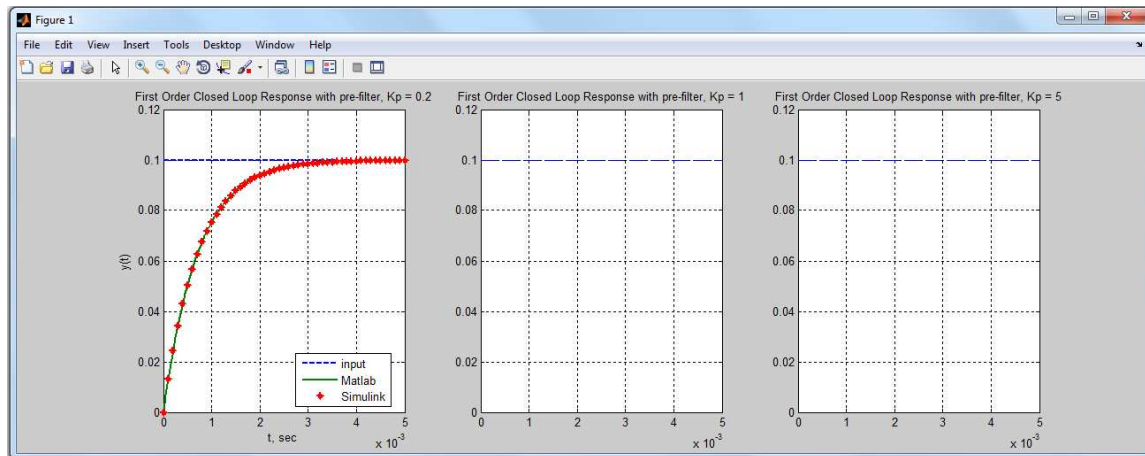 Figure 1
File Edit View Insert Tools Desktop Window Help
First Order Closed Loop Response with pre-filter, Kp = 0.2
0.12
0.1
0.08
0.06
0.04
0.02
0
y(t)
0 1 2 3 4 5
t, sec
x 10⁻³
input
Matlab
Simulink
First Order Closed Loop Response with pre-filter, Kp = 1
0.12
0.1
0.08
0.06
0.04
0.02
0
0 1 2 3 4 5
x 10⁻³
First Order Closed Loop Response with pre-filter, Kp = 5
0.12
0.1
0.08
0.06
0.04
0.02
0
0 1 2 3 4 5
x 10⁻³